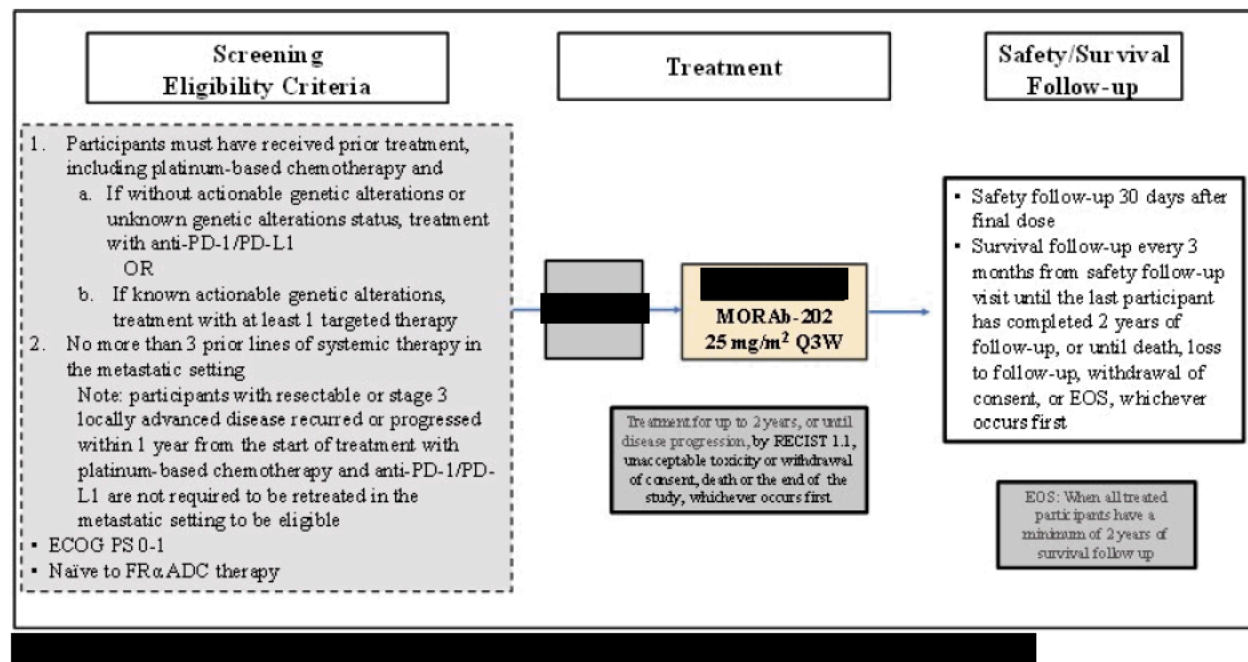 Screening
Eligibility Criteria
Treatment
Safety/Survival
Follow-up
1. Participants must have received prior treatment,
including platinum-based chemotherapy and
a. If without actionable genetic alterations or
unknown genetic alterations status, treatment
with anti-PD-1/PD-L1
OR
b. If known actionable genetic alterations,
treatment with at least 1 targeted therapy
2. No more than 3 prior lines of systemic therapy in
the metastatic setting
Note: participants with resectable or stage 3
locally advanced disease recurred or progressed
within 1 year from the start of treatment with
platinum-based chemotherapy and anti-PD-1/PD-
L1 are not required to be retreated in the
metastatic setting to be eligible
▪ ECOG PS 0-1
▪ Naïve to FRα ADC therapy
MORAb-202
25 mg/m² Q3W
Treatment for up to 2 years, or until
disease progression, by RECIST 1.1,
unacceptable toxicity or withdrawal
of consent, death or the end of the
study, whichever occurs first
▪ Safety follow-up 30 days after
final dose
▪ Survival follow-up every 3
months from safety follow-up
visit until the last participant
has completed 2 years of
follow-up, or until death, loss
to follow-up, withdrawal of
consent, or EOS, whichever
occurs first
EOS: When all treated
participants have a
minimum of 2 years of
survival follow up